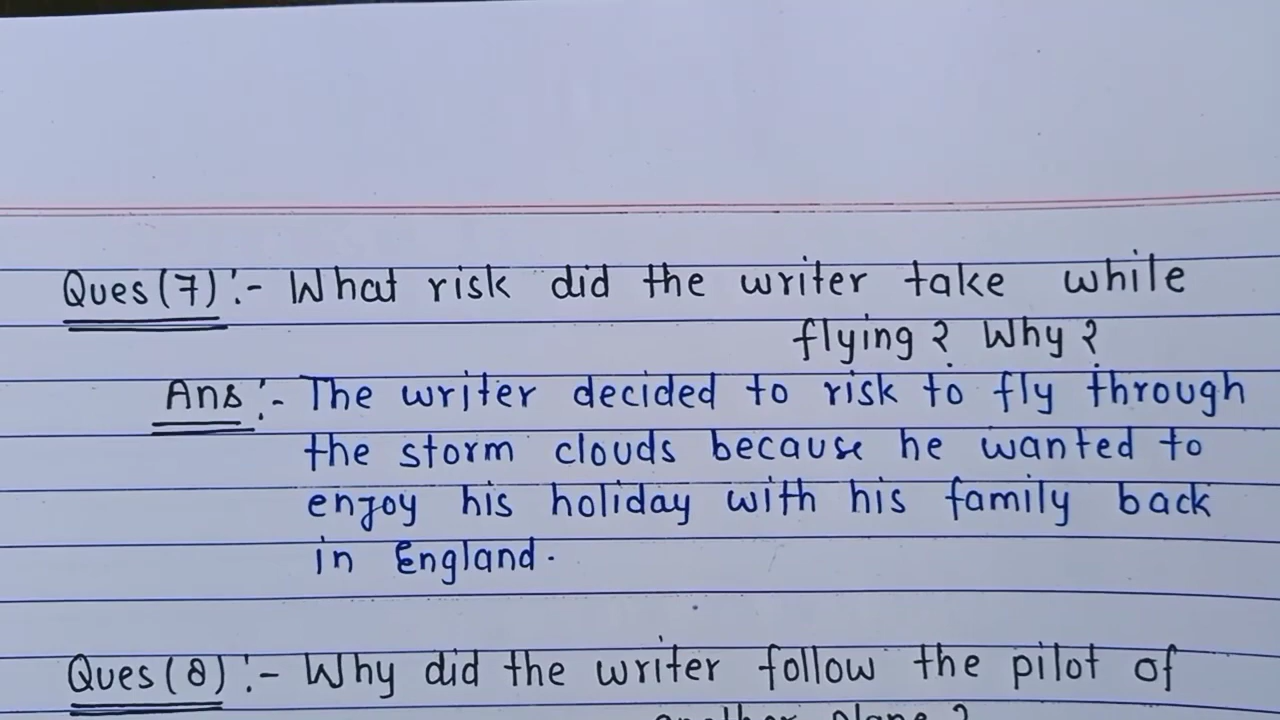 Ques (7) :- What risk did the writer take while
flying ? Why ?
Ans :- The writer decided to risk to fly through
the storm clouds because he wanted to
enjoy his holiday with his family back
in England.
Ques (8) :- Why did the writer follow the pilot of
another plane ?